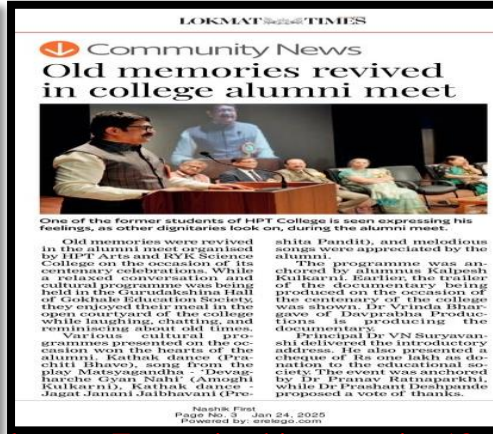 LOKMAT TIMES
Community News
Old memories revived
in college alumni meet
One of the former students of HPT College is seen expressing his
feelings, as other dignitaries look on, during the alumni meet.
Old memories were revived
in the alumni meet organised
by HPT Arts and RYK Science
College on the occasion of its
centenary celebrations. While
a relaxed conversation and
cultural programme was being
held in the Gurudakshina Hall
of Gokhale Education Society,
they enjoyed their meal in the
open courtyard of the college
while laughing, chatting, and
reminiscing about old times.
Various cultural pro-
grammes presented on the oc-
casion won the hearts of the
alumni. Kathak dance (Pra-
chiti Bhave), song from the
play Matsyagandha - 'Devag-
harche Gyan Nahi' (Amoghi
Kulkarni), Kathak dance -
Jagat Janani Jaibhavani (Pre-
shita Pandit), and melodious
songs were appreciated by the
alumni.
The programme was an-
chored by alumnus Kalpesh
Kulkarni. Earlier, the trailer
of the documentary being
produced on the occasion of
the centenary of the college
was shown. Dr Vrinda Bhar-
gave of Davprabha Produc-
tions is producing the
documentary.
Principal Dr VN Suryavan-
shi delivered the introductory
address. He also presented a
cheque of Rs one lakh as do-
nation to the educational so-
ciety. The event was anchored
by Dr Pranav Ratnaparkhi,
while Dr Prashant Deshpande
proposed a vote of thanks.
Nashik First
Page No. 3 Jan 24, 2025
Powered by: erelego.com